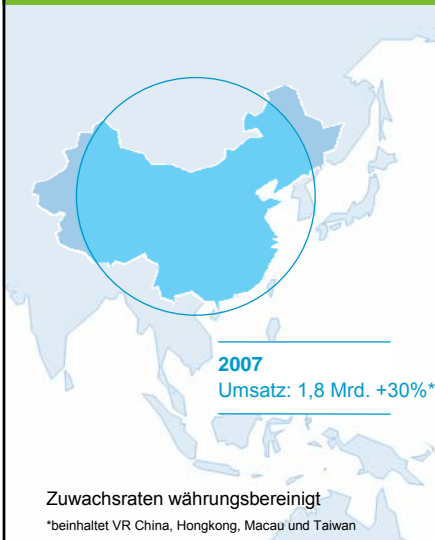 2007
Umsatz: 1,8 Mrd. +30%*
Zuwachsraten währungsbereinigt
*beinhaltet VR China, Hongkong, Macau und Taiwan